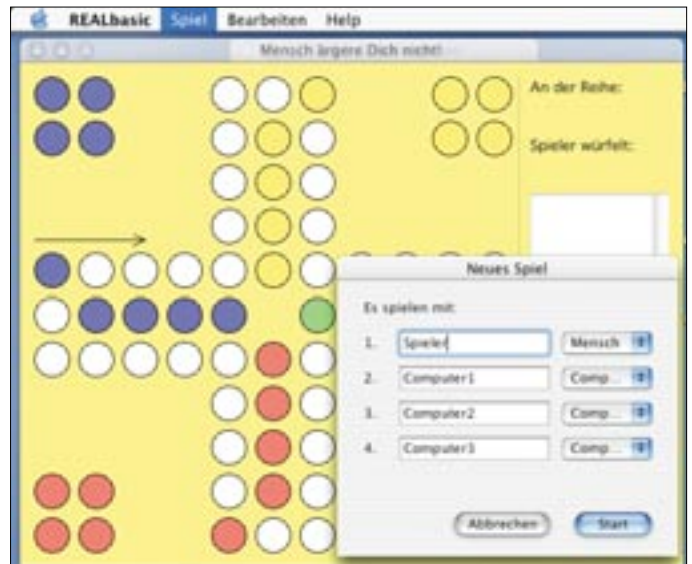 REALbasic Spiel Bearbeiten Help
Mensch ärgere Dich nicht!
An der Reihe:
Spieler würfelt:
Neues Spiel
Es spielen mit:
1. Spieler Mensch
2. Computer1 Comp...
3. Computer2 Comp...
4. Computer3 Comp...
Abbrechen Start